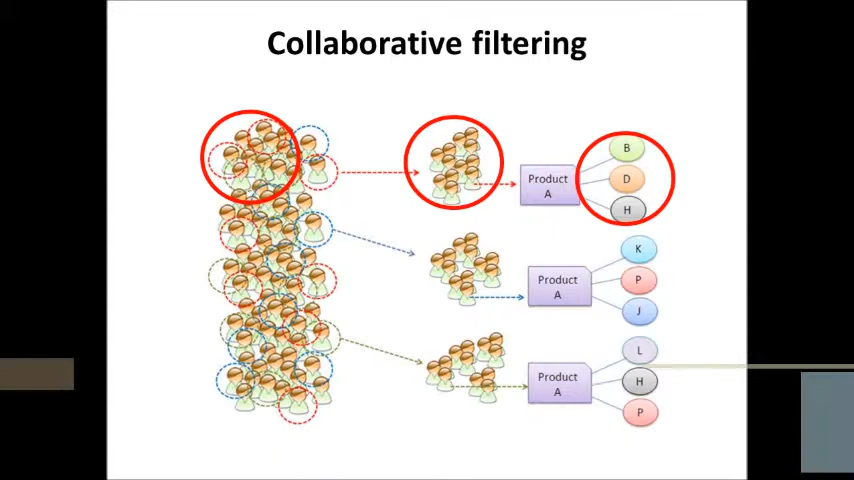 Collaborative filtering
B
Product
A
D
H
K
Product
A
P
J
L
Product
A
H
P